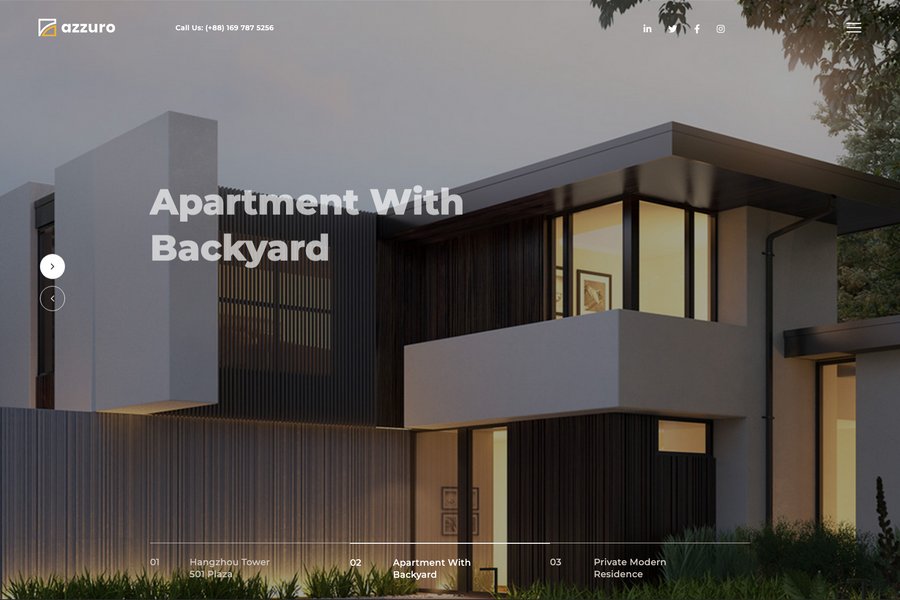 azzuro
Call Us: (+88) 169 787 5256
Apartment With
Backyard
01
Hangzhou Tower
501 Plaza
02
Apartment With
Backyard
03
Private Modern
Residence